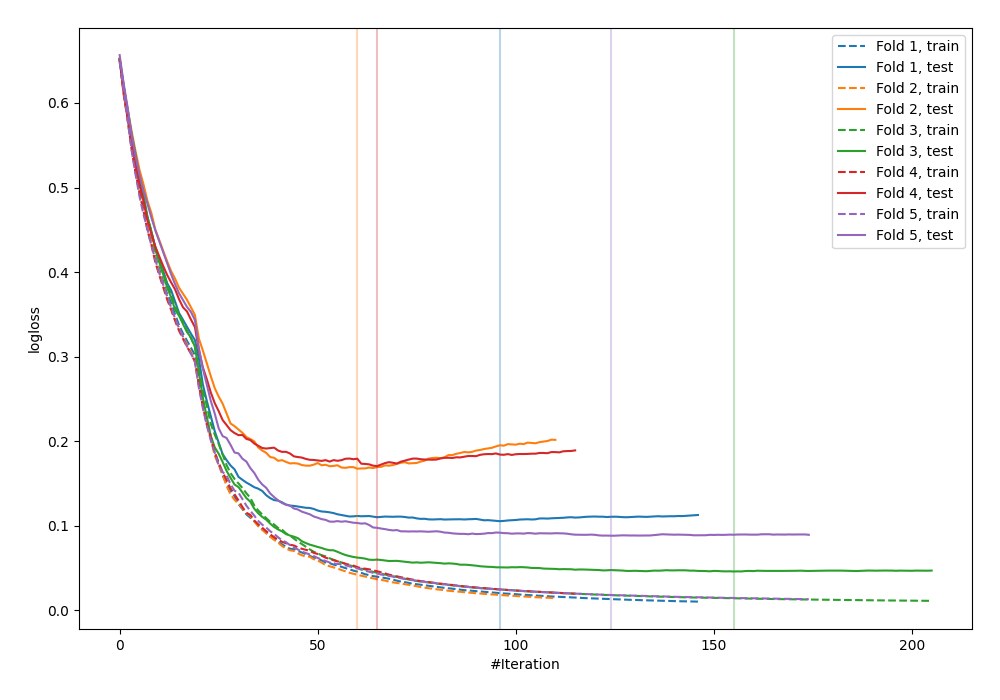 0.6
0.5
0.4
0.3
0.2
0.1
0.0
logloss
0
50
100
150
200
#Iteration
Fold 1, train
Fold 1, test
Fold 2, train
Fold 2, test
Fold 3, train
Fold 3, test
Fold 4, train
Fold 4, test
Fold 5, train
Fold 5, test